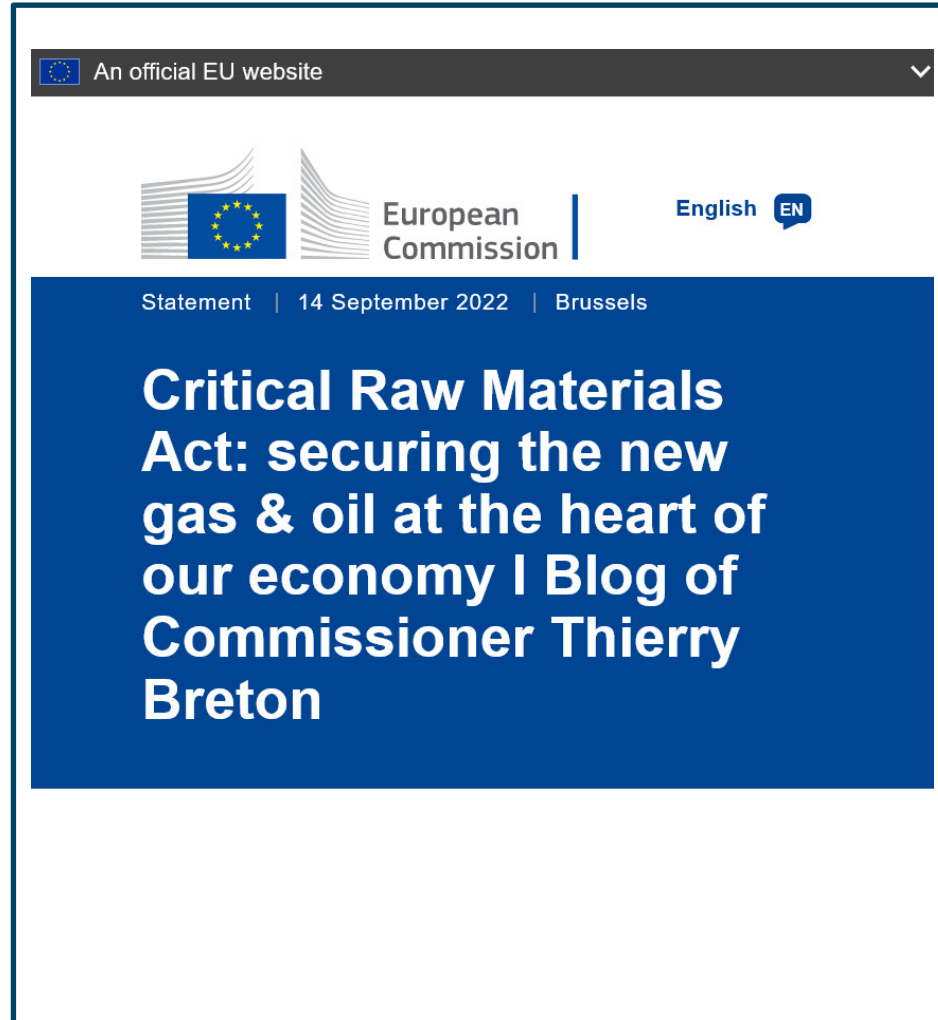 An official EU website
European
Commission
English EN
Statement | 14 September 2022 | Brussels
Critical Raw Materials
Act: securing the new
gas & oil at the heart of
our economy I Blog of
Commissioner Thierry
Breton